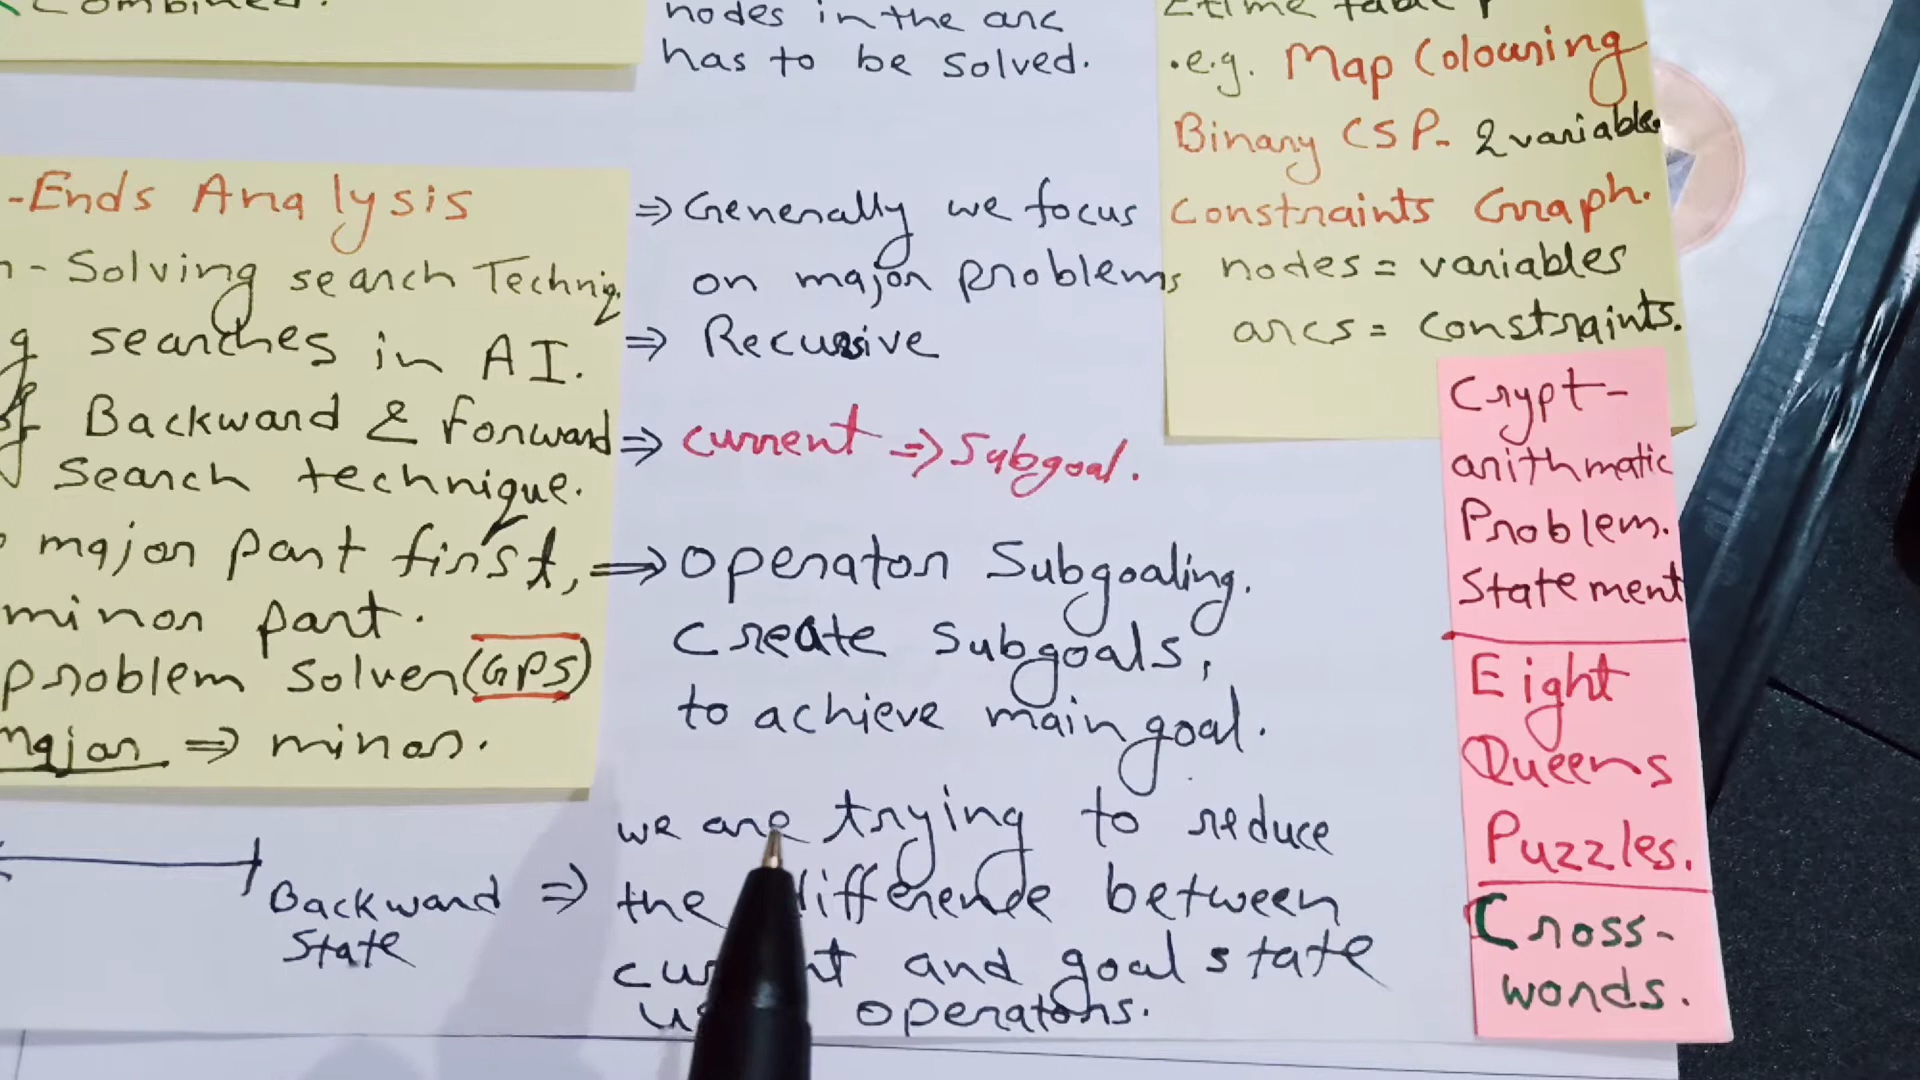 Combined.
-Ends Analysis
n-Solving search Techniq
g searches in AI.
of Backward & forward
search technique.
major part first,
minor part.
problem solver (GPS)
major ⇒ minor.
Backward
State
nodes in the arc
has to be solved.
⇒ Generally we focus
on major problems
⇒ Recursive
⇒ current ⇒ Subgoal.
⇒ Operator Subgoaling.
Create Subgoals,
to achieve main goal.
⇒ we are trying to reduce
the difference between
and goal state
operators.
.e.g. Map Colouring
Binary CSP- 2 variable
Constraints Graph.
nodes = variables
arcs = constraints.
Crypt-
arithmatic
Problem.
Statement
Eight
Queens
Puzzles.
Cross-
words.